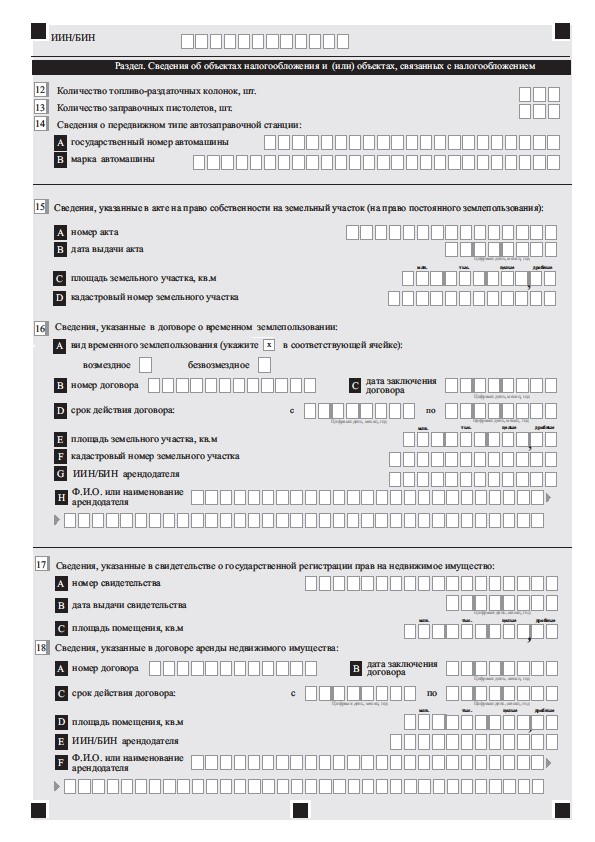 ИИН/БИН
Раздел. Сведения об объектах налогообложения и (или) объектах, связанных с налогообложением
12 Количество топливо-раздаточных колонок, шт.
13 Количество заправочных пистолетов, шт.
14 Сведения о передвижном типе автозаправочной станции:
A государственный номер автомашины
B марка автомашины
15 Сведения, указанные в акте на право собственности на земельный участок (на право постоянного землепользования):
A номер акта
B дата выдачи акта
Цифрами день, месяц, год
млн. тыс. целые дробные
C площадь земельного участка, кв.м ,
D кадастровый номер земельного участка
16 Сведения, указанные в договоре о временном землепользовании:
A вид временного землепользования (укажите x в соответствующей ячейке):
возмездное безвозмездное
B номер договора C дата заключения договора
Цифрами день, месяц, год
D срок действия договора: с по
Цифрами день, месяц, год Цифрами день, месяц, год
млн. тыс. целые дробные
E площадь земельного участка, кв.м ,
F кадастровый номер земельного участка
G ИИН/БИН арендодателя
H Ф.И.О. или наименование арендодателя
17 Сведения, указанные в свидетельстве о государственной регистрации прав на недвижимое имущество:
A номер свидетельства
B дата выдачи свидетельства
Цифрами день, месяц, год
млн. тыс. целые дробные
C площадь помещения, кв.м ,
18 Сведения, указанные в договоре аренды недвижимого имущества:
A номер договора B дата заключения договора
Цифрами день, месяц, год
C срок действия договора: с по
Цифрами день, месяц, год Цифрами день, месяц, год
млн. тыс. целые дробные
D площадь помещения, кв.м ,
E ИИН/БИН арендодателя
F Ф.И.О. или наименование арендодателя